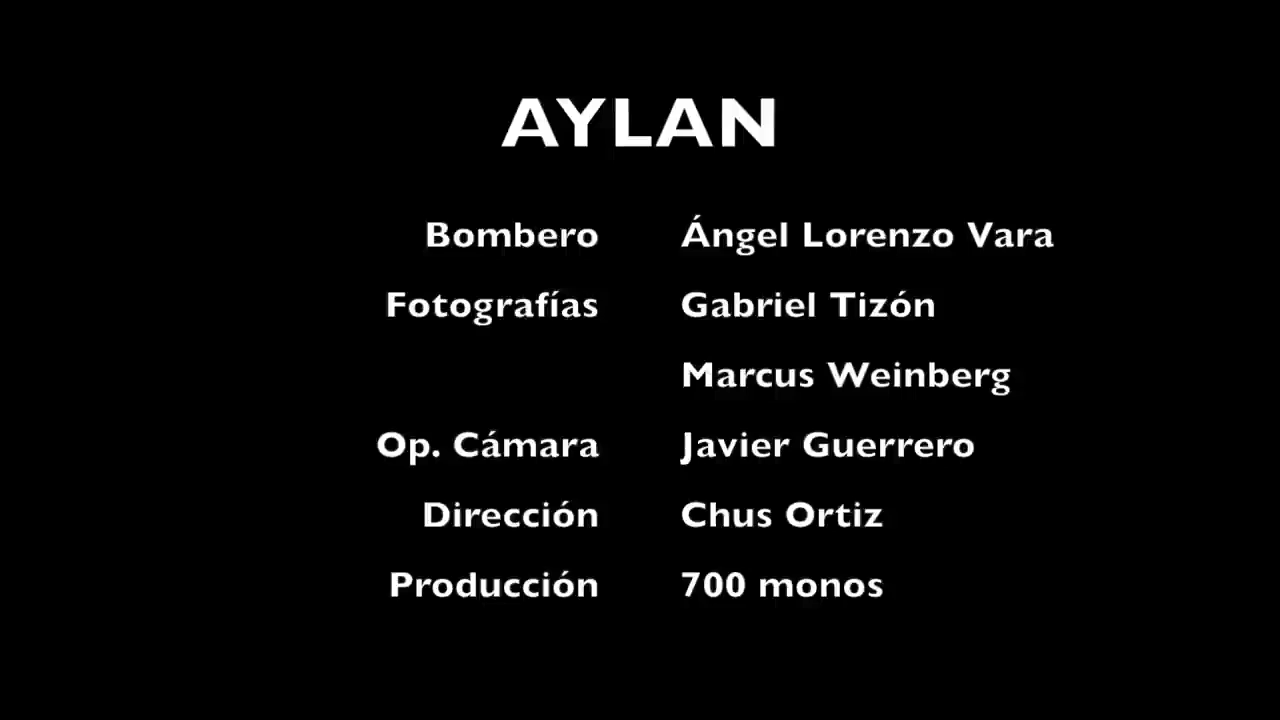 AYLAN
Bombero Ángel Lorenzo Vara
Fotografías Gabriel Tizón
Marcus Weinberg
Op. Cámara Javier Guerrero
Dirección Chus Ortiz
Producción 700 monos